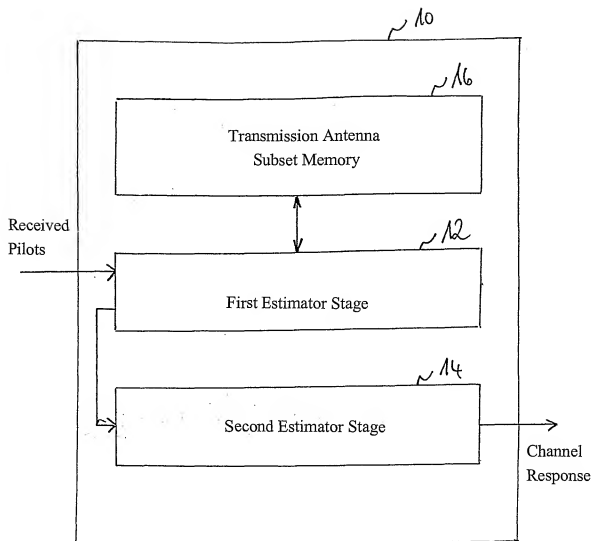 10
16
Transmission Antenna
Subset Memory
Received
Pilots
12
First Estimator Stage
14
Second Estimator Stage
Channel
Response